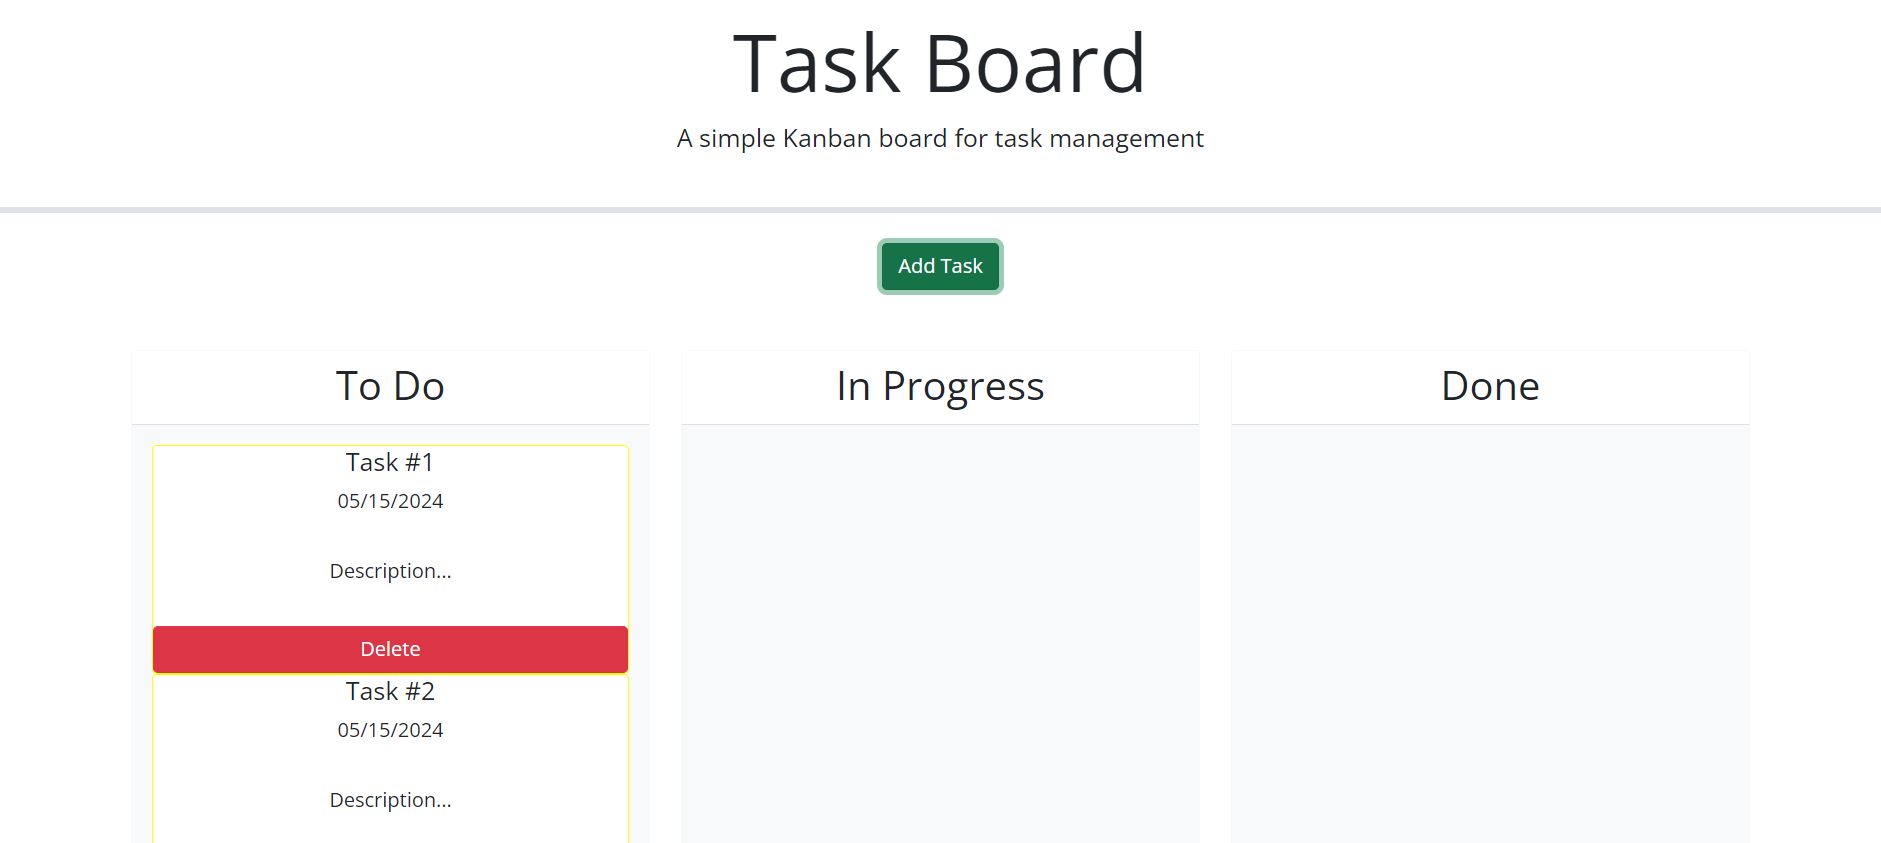 Task Board
A simple Kanban board for task management
Add Task
To Do
In Progress
Done
Task #1
05/15/2024
Description...
Delete
Task #2
05/15/2024
Description...